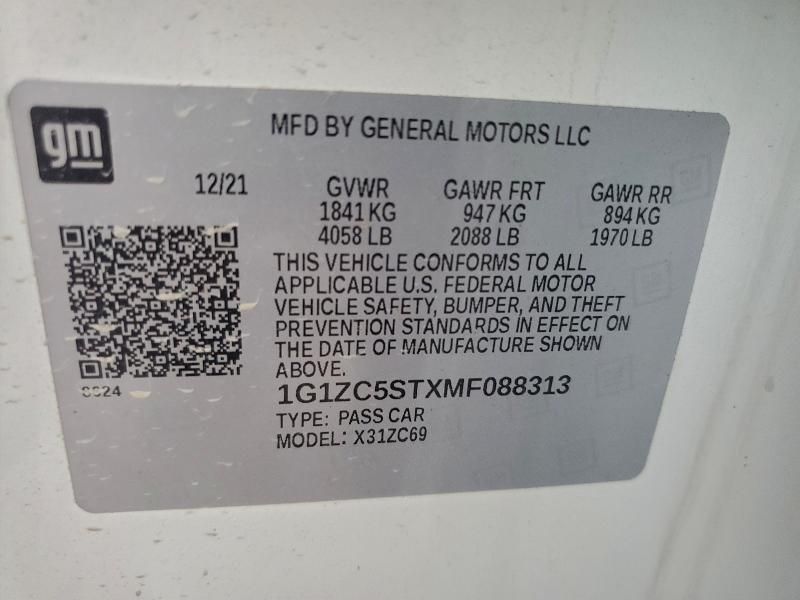 gm
MFD BY GENERAL MOTORS LLC
12/21 GVWR GAWR FRT GAWR RR
1841 KG 947 KG 894 KG
4058 LB 2088 LB 1970 LB
THIS VEHICLE CONFORMS TO ALL
APPLICABLE U.S. FEDERAL MOTOR
VEHICLE SAFETY, BUMPER, AND THEFT
PREVENTION STANDARDS IN EFFECT ON
THE DATE OF MANUFACTURE SHOWN
ABOVE.
1G1ZC5STXMF088313
TYPE: PASS CAR
MODEL: X31ZC69